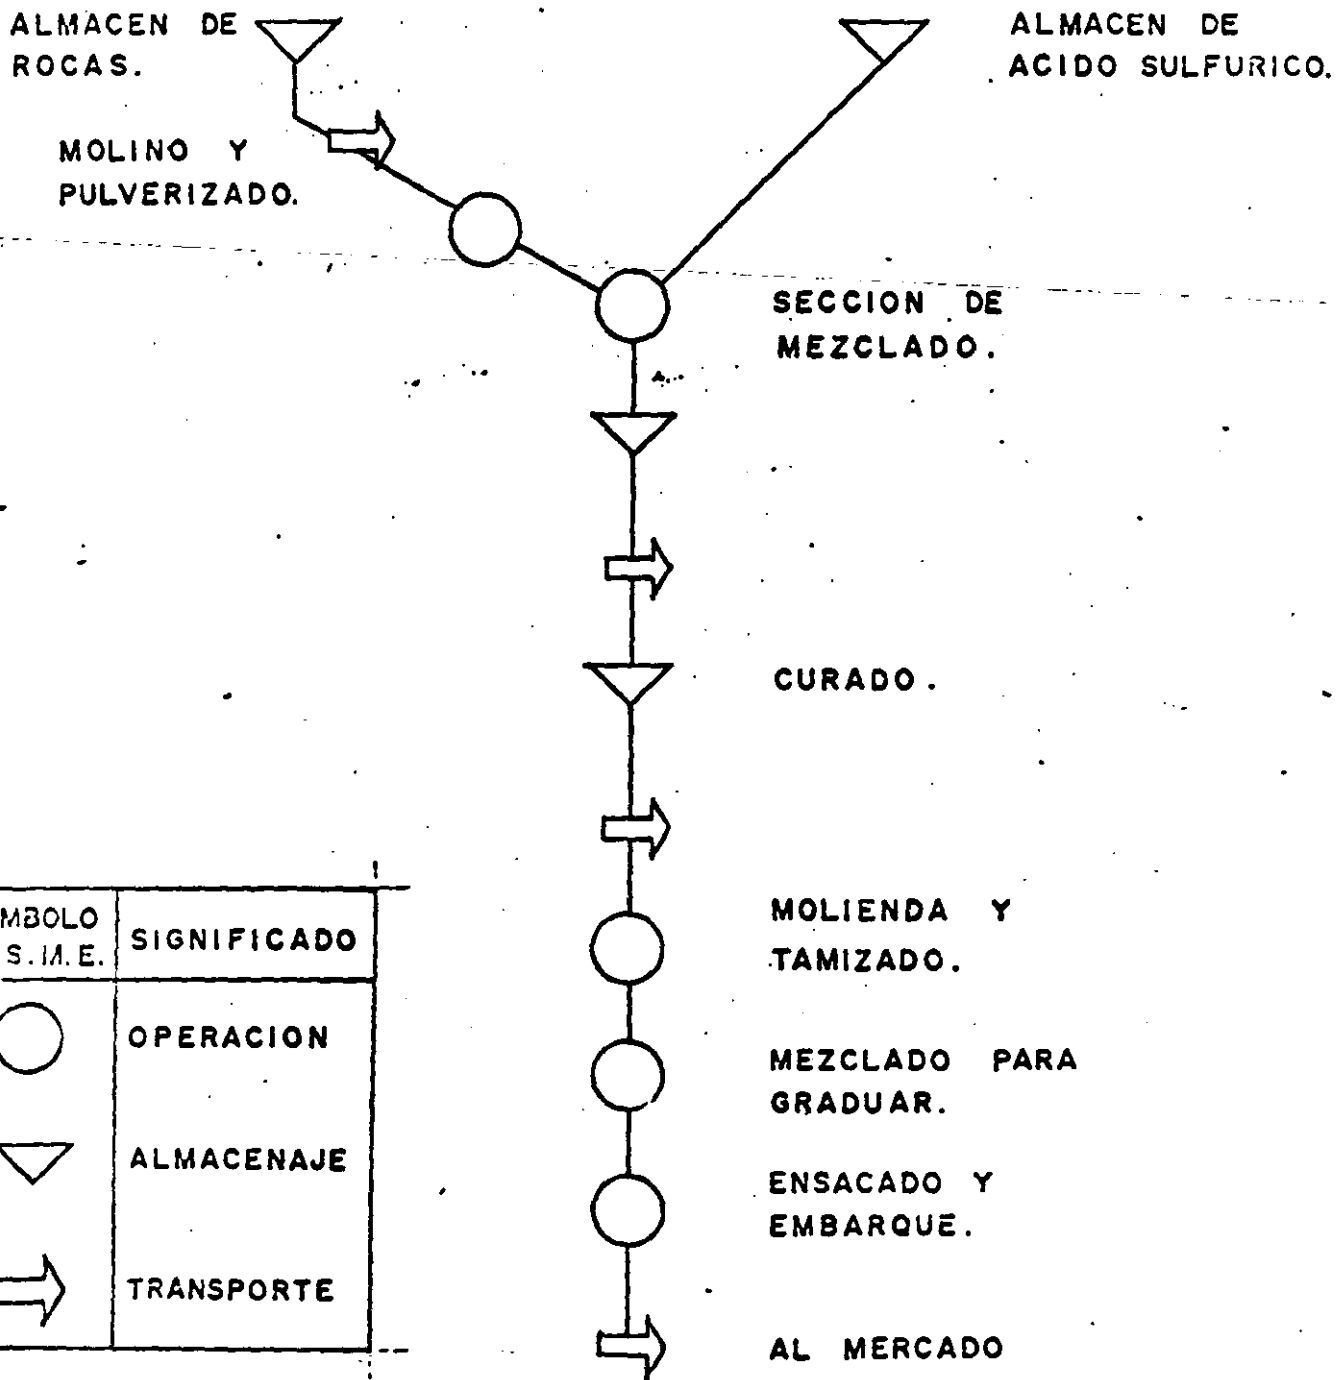 ALMACEN DE
ROCAS.
ALMACEN DE
ACIDO SULFURICO.
MOLINO Y
PULVERIZADO.
SECCION DE
MEZCLADO.
CURADO.
MOLIENDA Y
TAMIZADO.
MEZCLADO PARA
GRADUAR.
ENSACADO Y
EMBARQUE.
AL MERCADO
MBOLO
S.M.E.
SIGNIFICADO
OPERACION
ALMACENAJE
TRANSPORTE